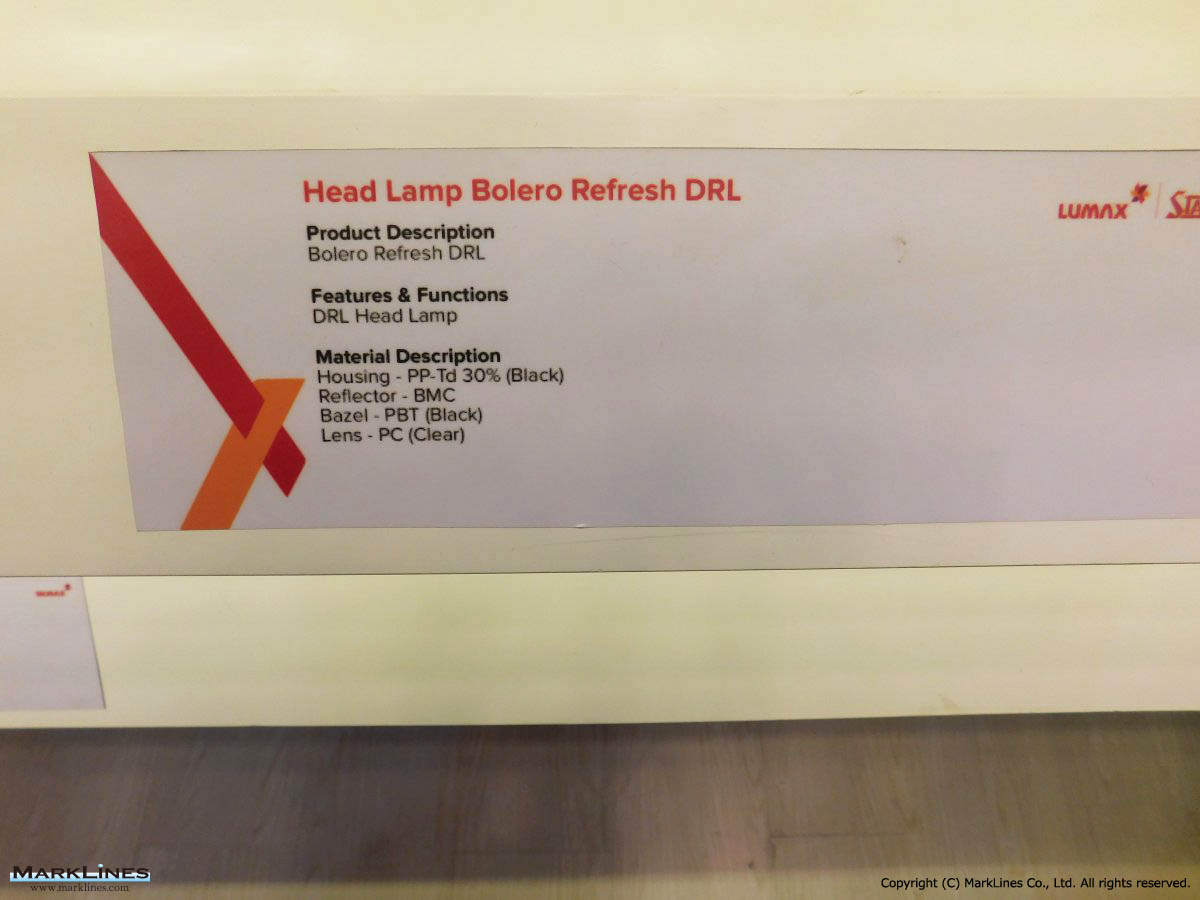 Head Lamp Bolero Refresh DRL
LUMAX
Product Description
Bolero Refresh DRL
Features & Functions
DRL Head Lamp
Material Description
Housing - PP-Td 30% (Black)
Reflector - BMC
Bazel - PBT (Black)
Lens - PC (Clear)
MARKLINES
www.marklines.com
Copyright (C) MarkLines Co., Ltd. All rights reserved.